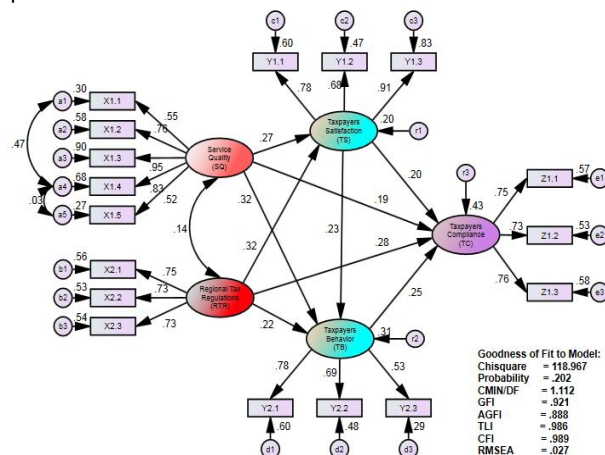 c1
c2
c3
.60
.47
.83
Y1.1
Y1.2
Y1.3
.78
.68
.91
.20
Taxpayers
Satisfaction
(TS)
r1
a1
.30
X1.1
.55
a2
.58
X1.2
.76
a3
.90
X1.3
.95
a4
.68
X1.4
.83
a5
.27
X1.5
.52
.47
.03
Service
Quality
(SQ)
.27
.32
.19
.20
.14
.32
.23
.28
.22
.25
r3
.43
Taxpayers
Compliance
(TC)
.75
Z1.1
.57
e1
.73
Z1.2
.53
e2
.76
Z1.3
.58
e3
b1
.56
X2.1
.75
b2
.53
X2.2
.73
b3
.54
X2.3
.73
Regional Tax
Regulations
(RTR)
Taxpayers
Behavior
(TB)
.31
r2
.78
.69
.53
Y2.1
Y2.2
Y2.3
.60
.48
.29
d1
d2
d3
Goodness of Fit to Model:
Chisquare = 118.967
Probability = .202
CMIN/DF = 1.112
GFI = .921
AGFI = .888
TLI = .986
CFI = .989
RMSEA = .027